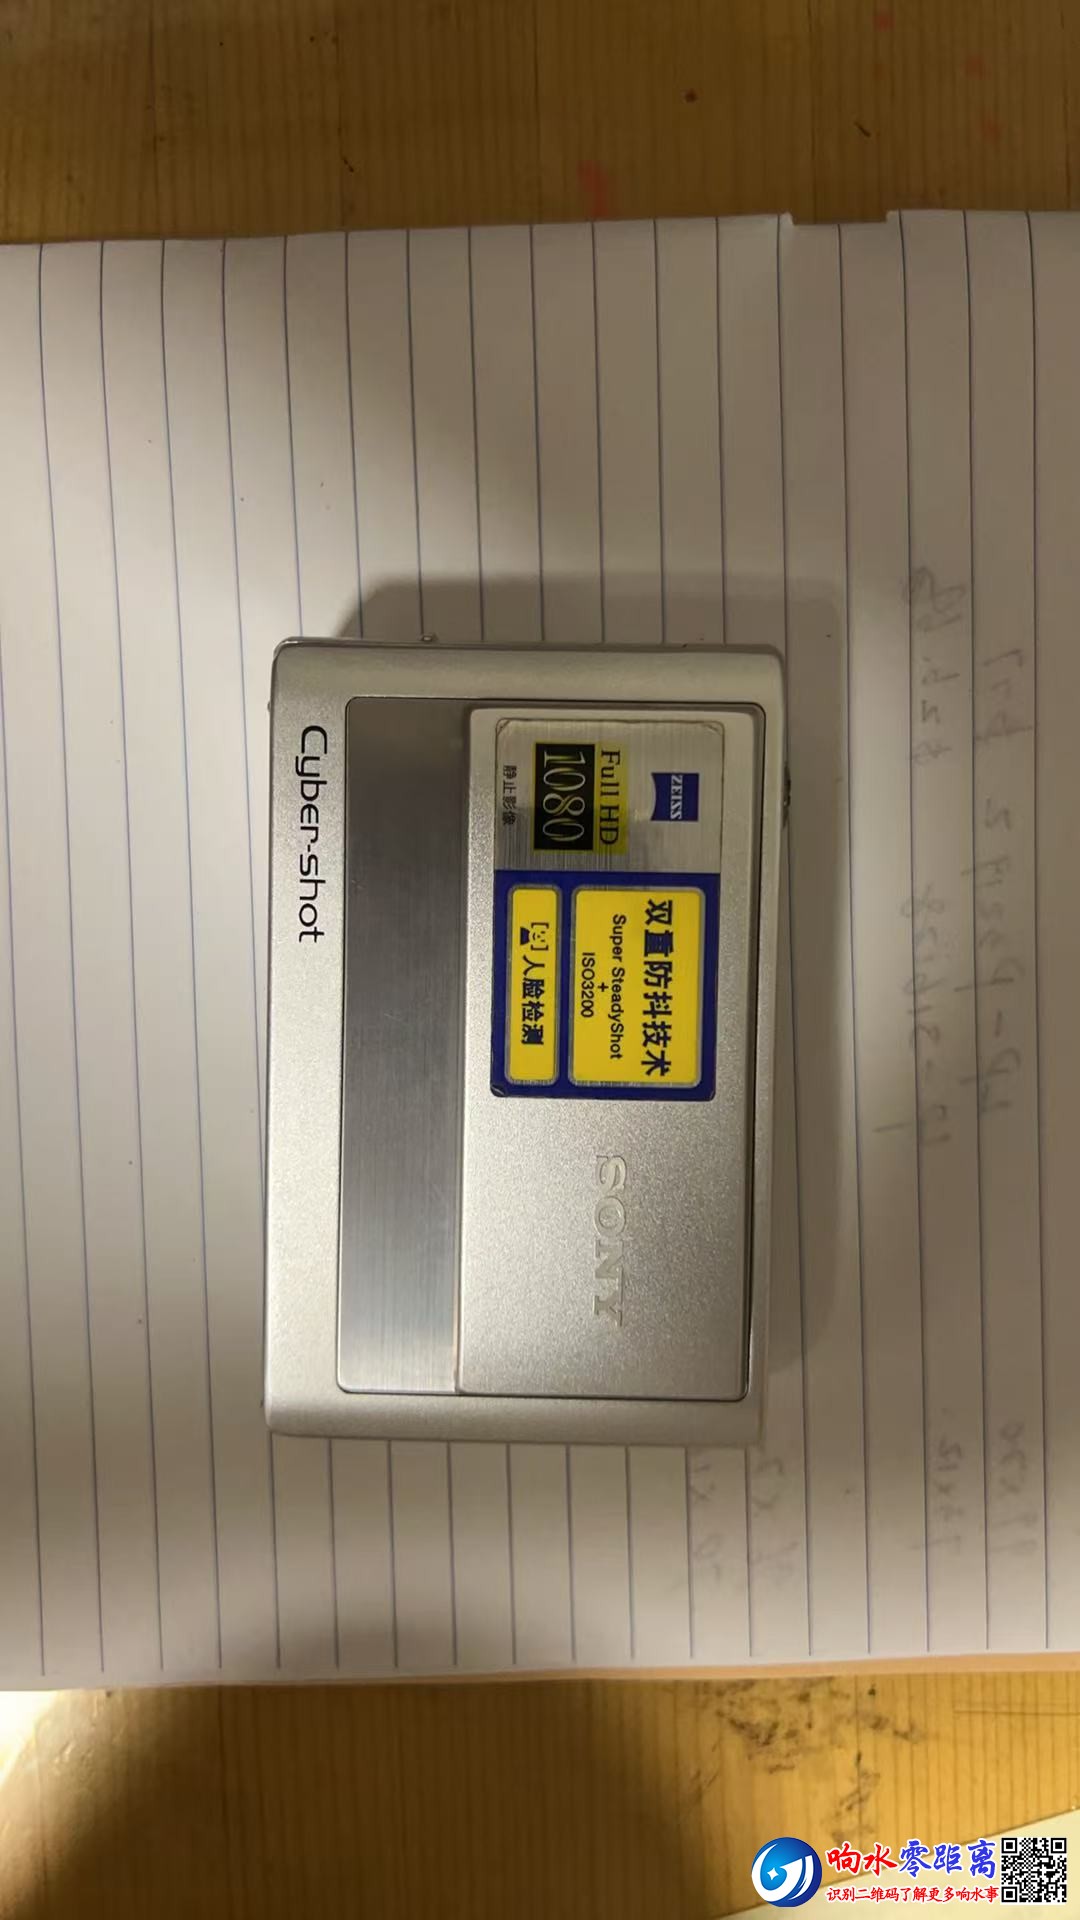 Cyber-shot
ZEISS
Full HD
1080
静止影像
双重防抖技术
Super SteadyShot
+
ISO3200
人脸检测
SONY
响水零距离
识别二维码了解更多响水事